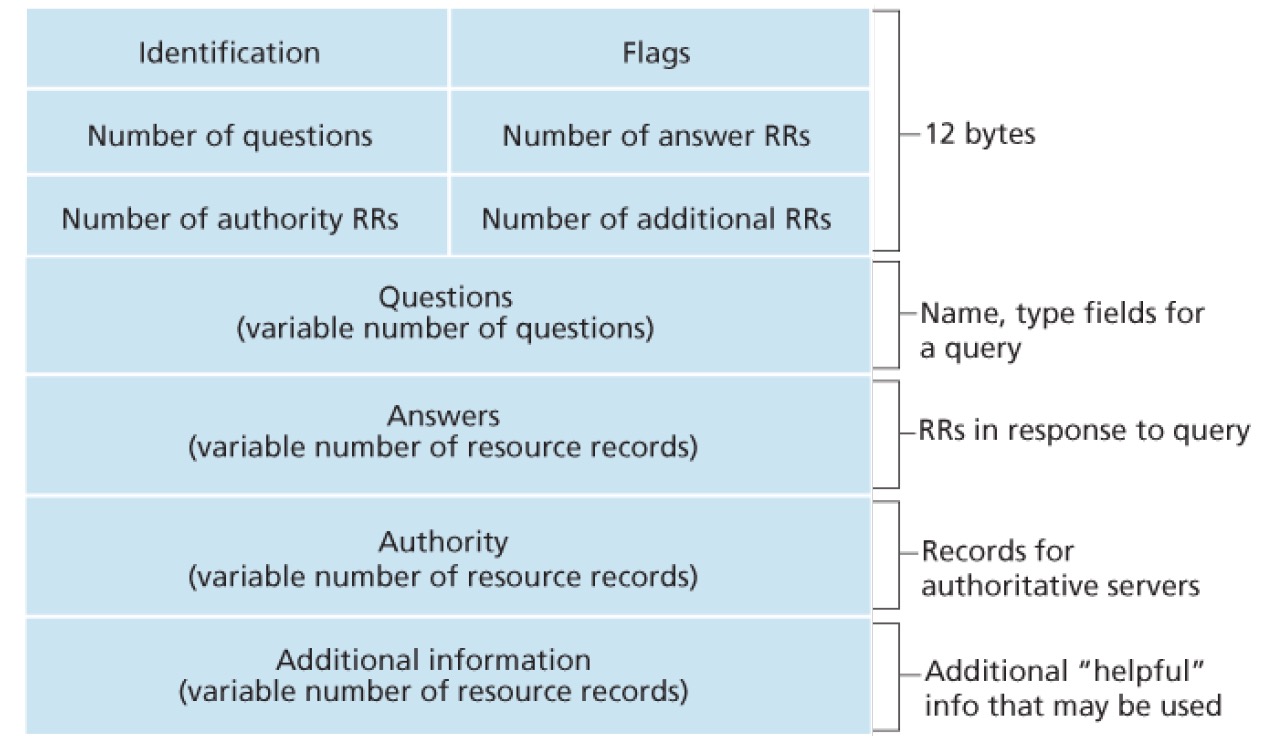 Identification
Flags
Number of questions
Number of answer RRs
12 bytes
Number of authority RRs
Number of additional RRs
Questions
(variable number of questions)
Name, type fields for
a query
Answers
(variable number of resource records)
RRs in response to query
Authority
(variable number of resource records)
Records for
authoritative servers
Additional information
(variable number of resource records)
Additional “helpful”
info that may be used